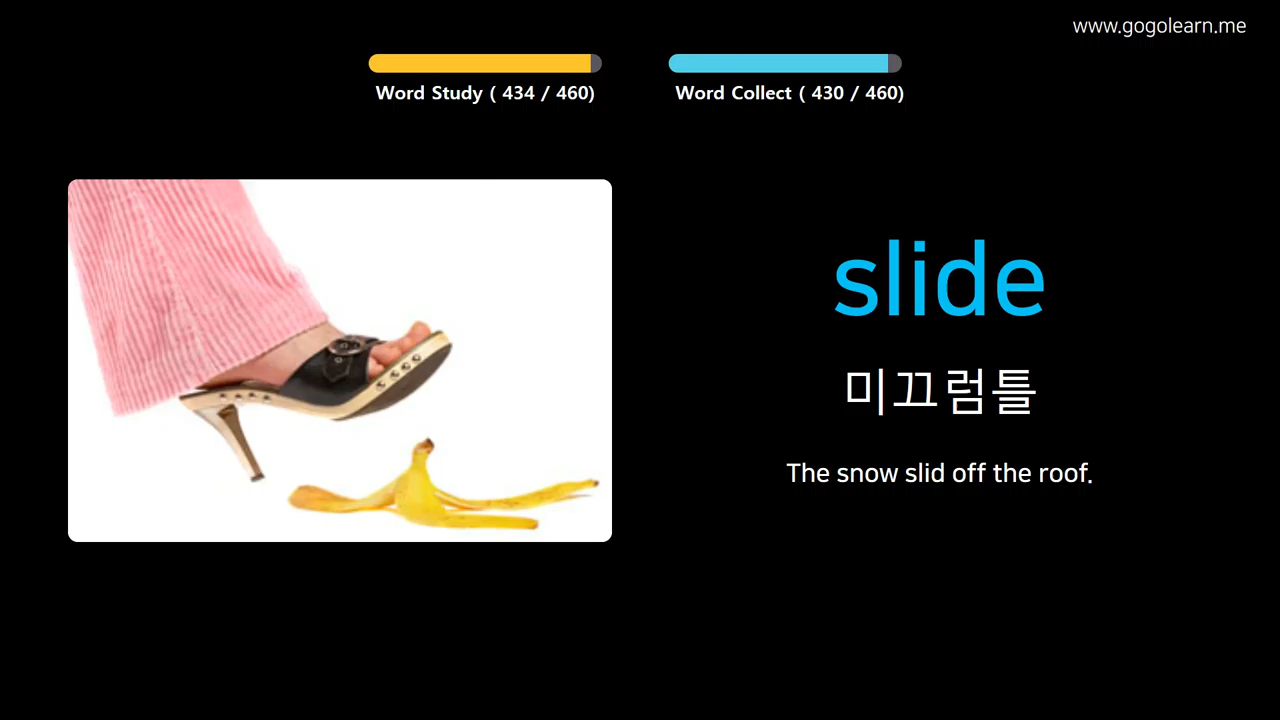 www.gogolearn.me
Word Study ( 434 / 460)
Word Collect ( 430 / 460)
slide
미끄럼틀
The snow slid off the roof.